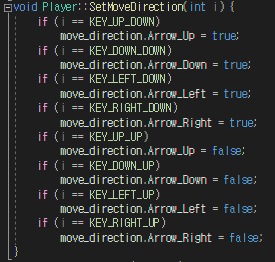 void Player::SetMoveDirection(int i) {
    if (i == KEY_UP_DOWN)
        move_direction.Arrow_Up = true;
    if (i == KEY_DOWN_DOWN)
        move_direction.Arrow_Down = true;
    if (i == KEY_LEFT_DOWN)
        move_direction.Arrow_Left = true;
    if (i == KEY_RIGHT_DOWN)
        move_direction.Arrow_Right = true;
    if (i == KEY_UP_UP)
        move_direction.Arrow_Up = false;
    if (i == KEY_DOWN_UP)
        move_direction.Arrow_Down = false;
    if (i == KEY_LEFT_UP)
        move_direction.Arrow_Left = false;
    if (i == KEY_RIGHT_UP)
        move_direction.Arrow_Right = false;
}